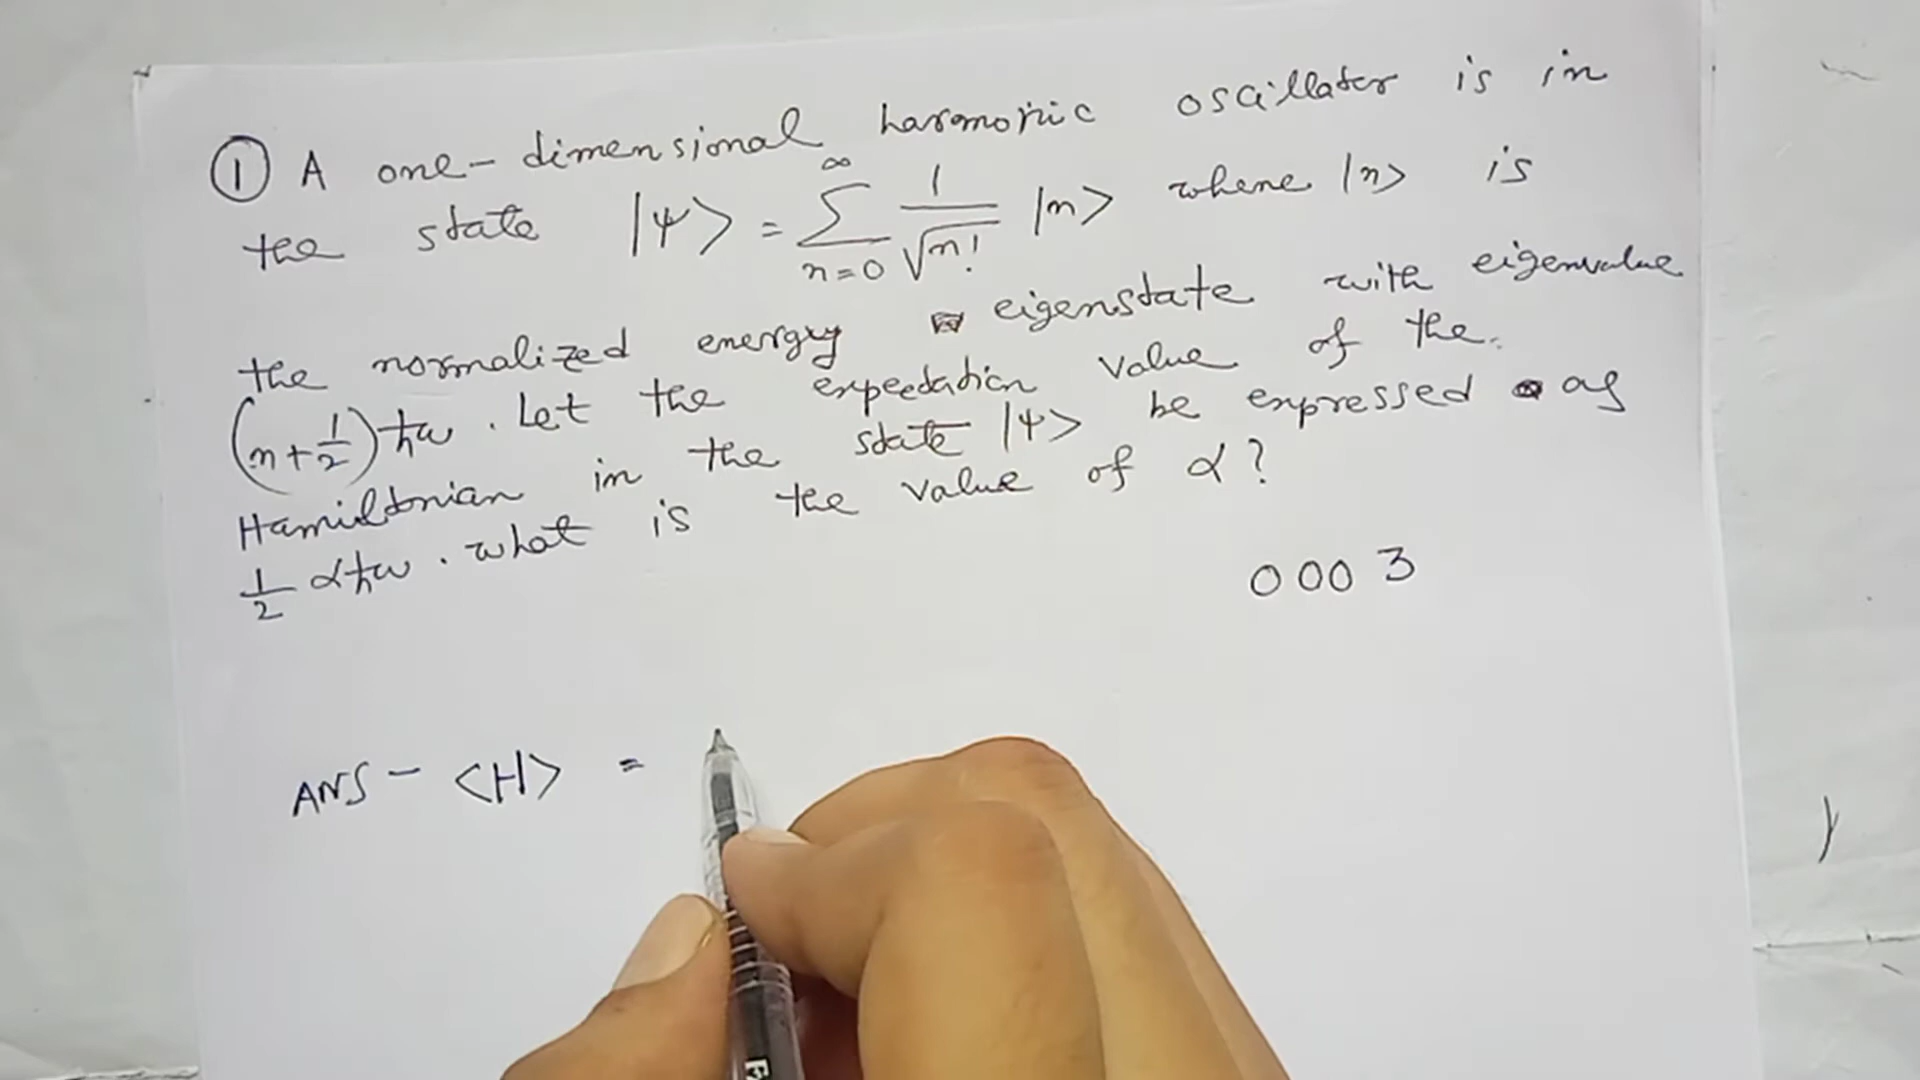 ① A one-dimensional harmonic oscillator is in
the state |ψ⟩ = ∞ ∑ n=0 1/√n! |n⟩ where |n⟩ is
the normalized energy eigenstate with eigenvalue
(n+1/2)ħω. Let the expectation value of the
Hamiltonian in the state |ψ⟩ be expressed as
1/2 αħω. what is the value of α?
0003
ANS - ⟨H⟩ =